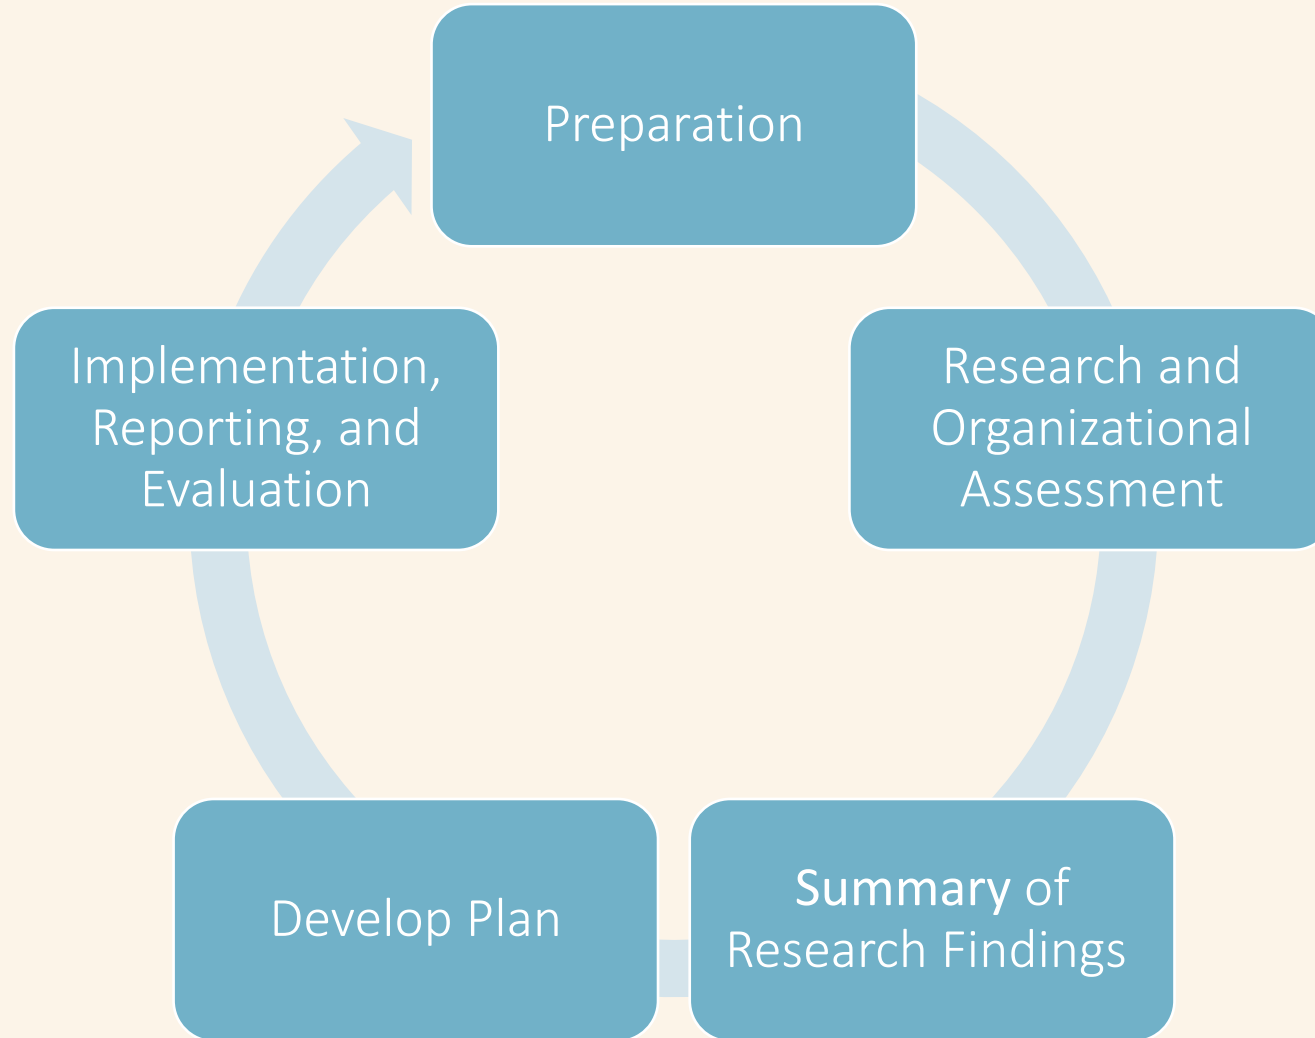 Preparation
Research and
Organizational
Assessment
Summary of
Research Findings
Develop Plan
Implementation,
Reporting, and
Evaluation